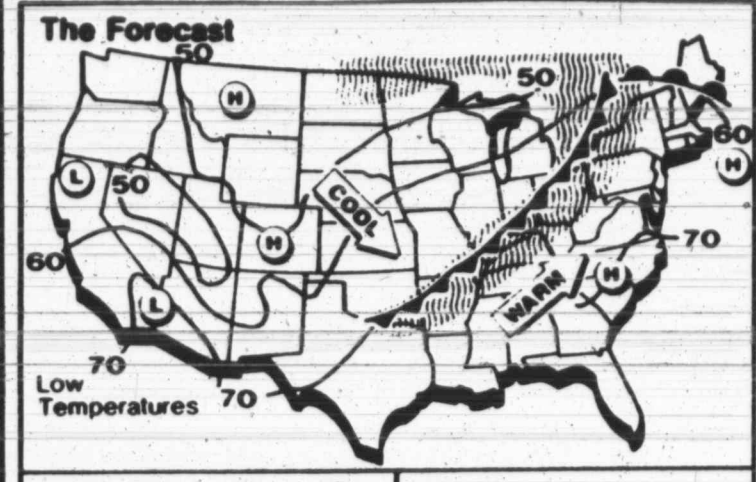 The Forecast
50
H
50
L
50
COOL
60
H
H
70
60
L
WARM
H
70
Low
Temperatures
70